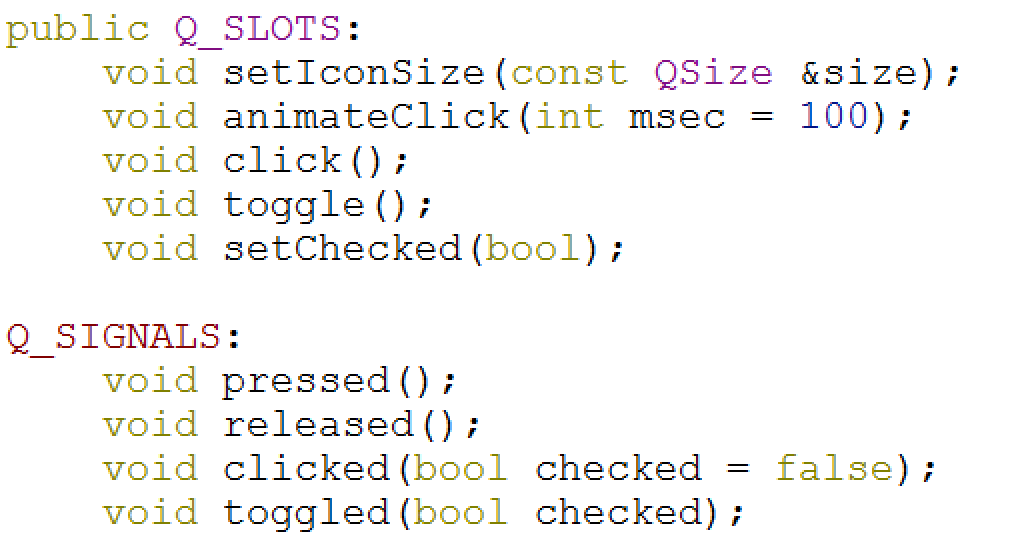 public Q_SLOTS:
void setIconSize(const QSize &size);
void animateClick(int msec = 100);
void click();
void toggle();
void setChecked(bool);
Q_SIGNALS:
void pressed();
void released();
void clicked(bool checked = false);
void toggled(bool checked);